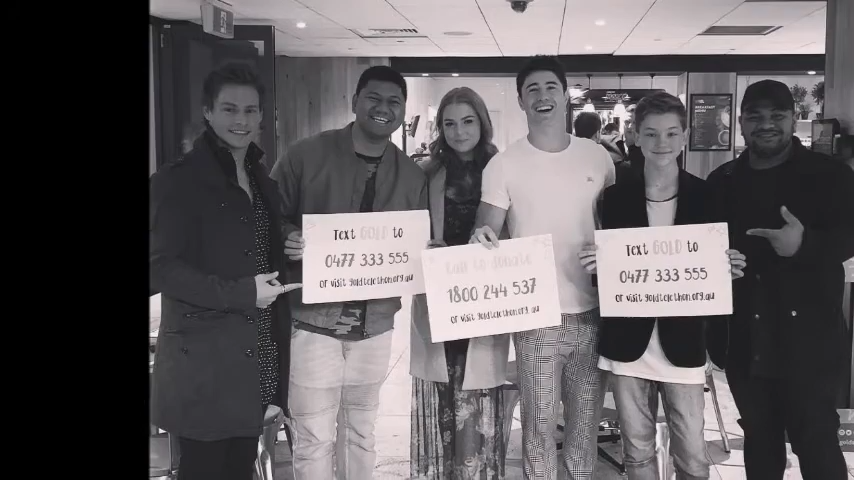 Text GOLD to
0477 333 555
or visit goldtelethon.org.au
Call to donate
1800 244 537
or visit goldtelethon.org.au
Text GOLD to
0477 333 555
or visit goldtelethon.org.au